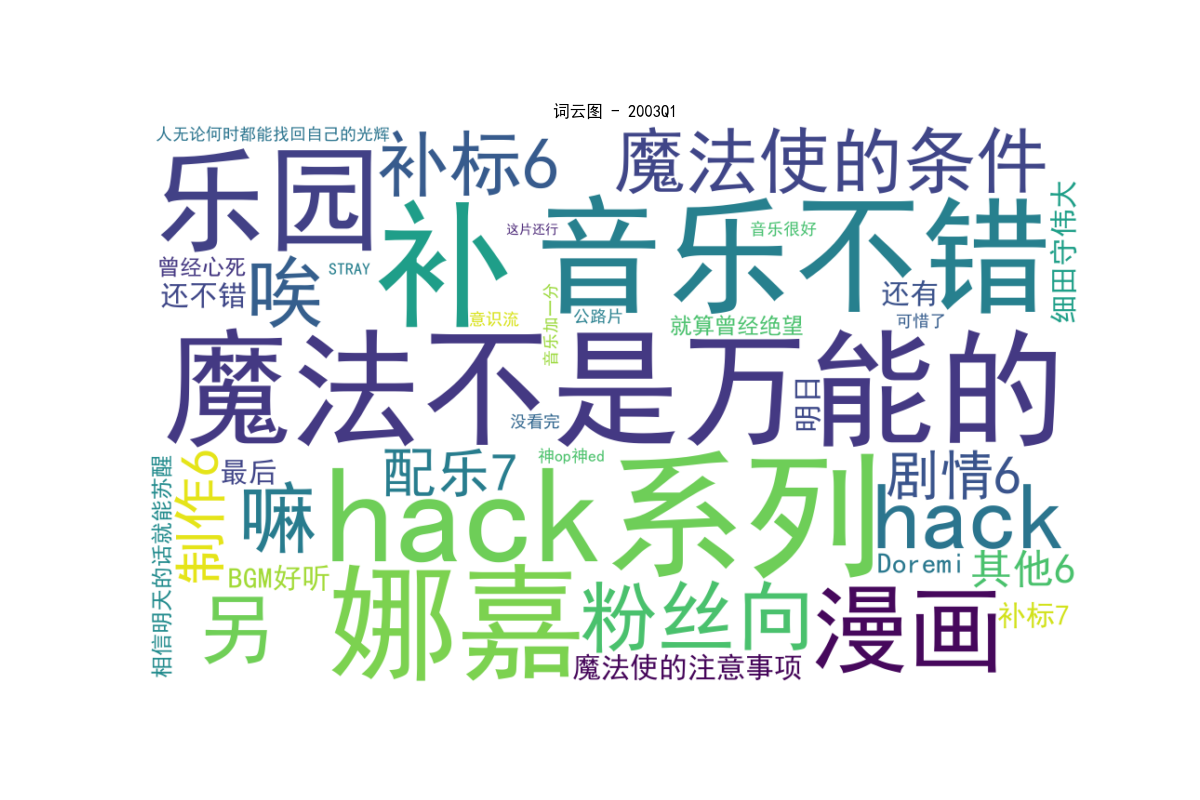 词云图 - 2003Q1
人无论何时都能找回自己的光辉
补标6
魔法使的条件
乐园
补
音乐不错
这片还行
音乐很好
细田守伟大
曾经心死
唉
STRAY
还不错
还有
意识流
音乐加一分
公路片
就算曾经绝望
可惜了
魔法不是万能的
明日
没看完
相信明天的话就能苏醒
制作6
最后
配乐7
神op神ed
剧情6
嘛
hack系列
hack
Doremi
其他6
BGM好听
另
娜嘉
粉丝向
漫画
补标7
魔法使的注意事项